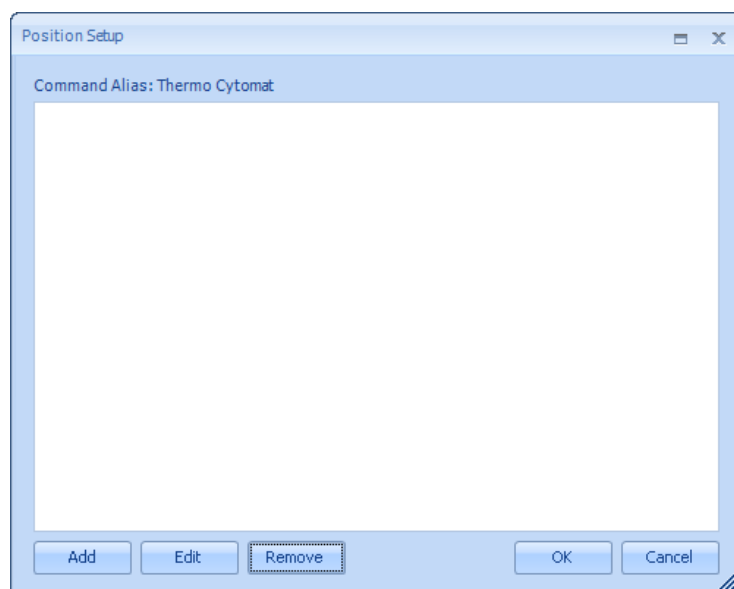 Position Setup
Command Alias: Thermo Cytomat
Add Edit Remove OK Cancel